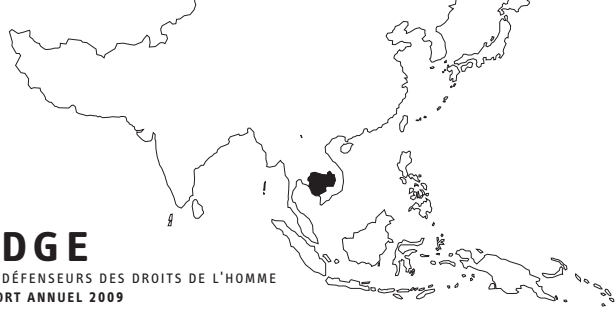 DGE
DÉFENSEURS DES DROITS DE L'HOMME
ORT ANNUEL 2009